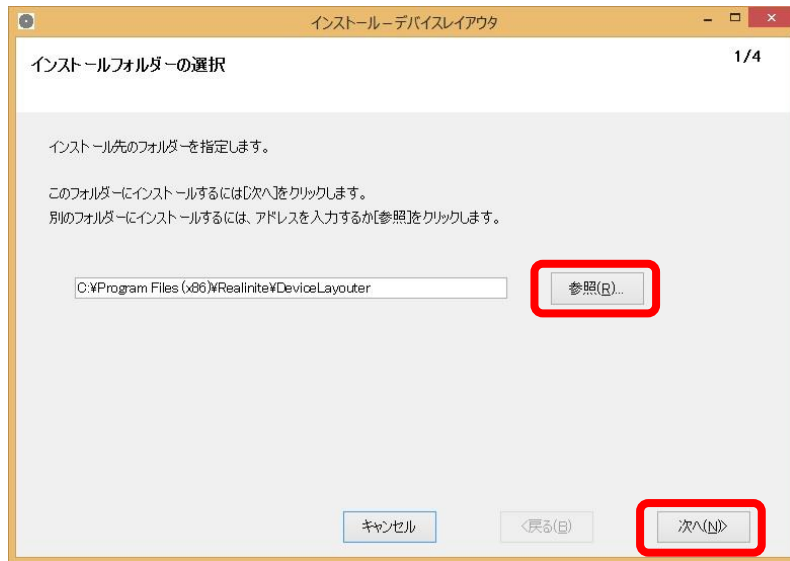 インストール－デバイスレイアウタ
インストールフォルダーの選択
1/4
インストール先のフォルダーを指定します。
このフォルダーにインストールするには[次へ]をクリックします。
別のフォルダーにインストールするには、アドレスを入力するか[参照]をクリックします。
C:¥Program Files (x86)¥Realinite¥DeviceLayouter
参照(R)...
キャンセル
<戻る(B)
次へ(N)>